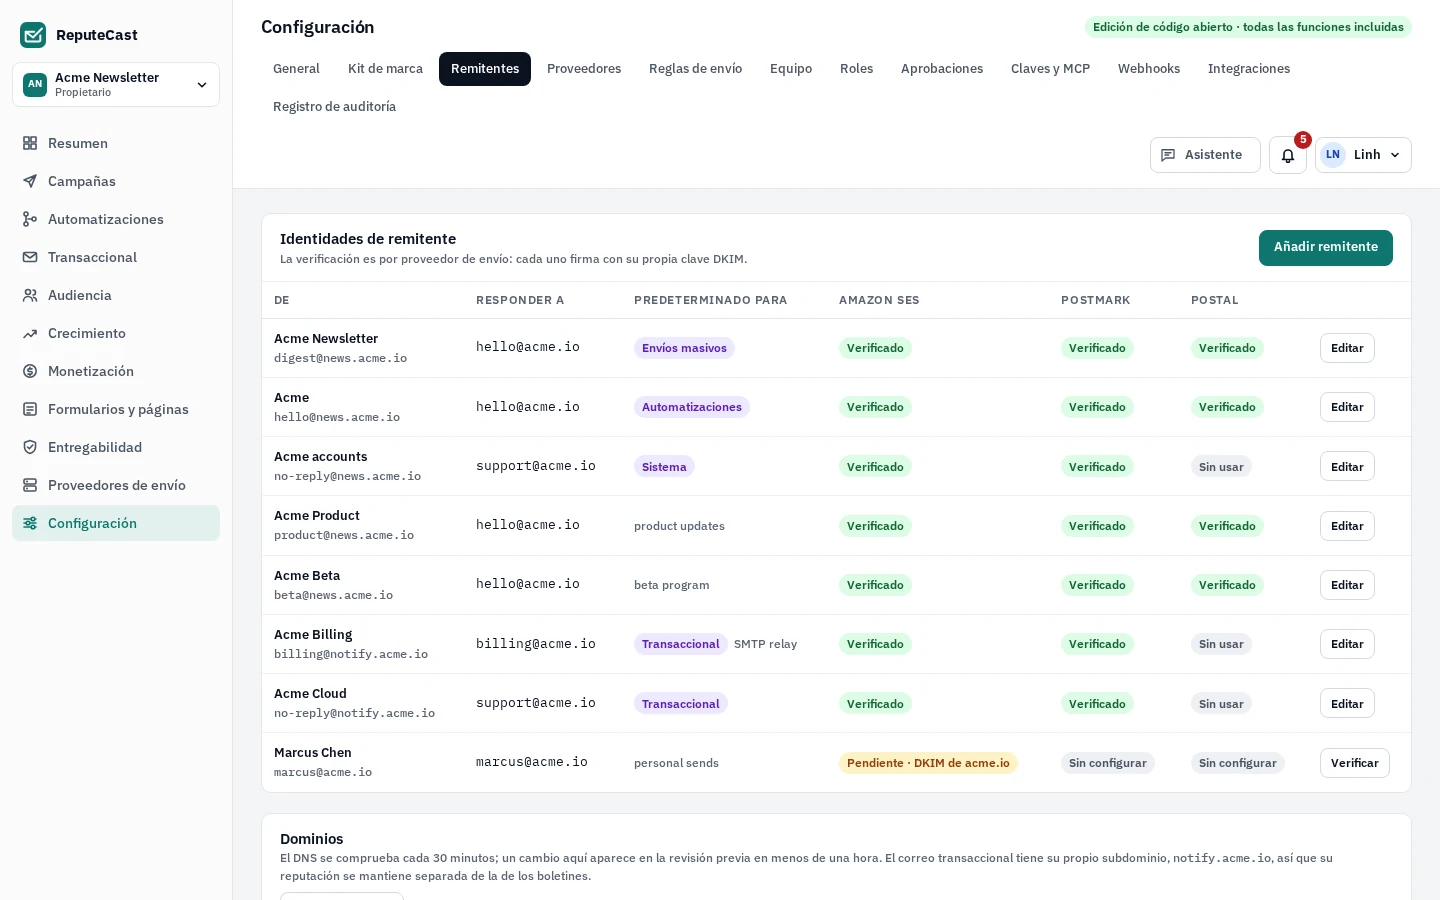 ReputeCast
AN
Acme Newsletter
Propietario
Resumen
Campañas
Automatizaciones
Transaccional
Audiencia
Crecimiento
Monetización
Formularios y páginas
Entregabilidad
Proveedores de envío
Configuración
Configuración
Edición de código abierto · todas las funciones incluidas
General Kit de marca Remitentes Proveedores Reglas de envío Equipo Roles Aprobaciones Claves y MCP Webhooks Integraciones
Registro de auditoría
Asistente
5
LN Linh
Identidades de remitente
La verificación es por proveedor de envío: cada uno firma con su propia clave DKIM.
Añadir remitente
DE RESPONDER A PREDETERMINADO PARA AMAZON SES POSTMARK POSTAL
Acme Newsletter
digest@news.acme.io
hello@acme.io Envíos masivos Verificado Verificado Verificado Editar
Acme
hello@news.acme.io
hello@acme.io Automatizaciones Verificado Verificado Verificado Editar
Acme accounts
no-reply@news.acme.io
support@acme.io Sistema Verificado Verificado Sin usar Editar
Acme Product
product@news.acme.io
hello@acme.io product updates Verificado Verificado Verificado Editar
Acme Beta
beta@news.acme.io
hello@acme.io beta program Verificado Verificado Verificado Editar
Acme Billing
billing@notify.acme.io
billing@acme.io Transaccional SMTP relay Verificado Verificado Sin usar Editar
Acme Cloud
no-reply@notify.acme.io
support@acme.io Transaccional Verificado Verificado Sin usar Editar
Marcus Chen
marcus@acme.io
marcus@acme.io personal sends Pendiente · DKIM de acme.io Sin configurar Sin configurar Verificar
Dominios
El DNS se comprueba cada 30 minutos; un cambio aquí aparece en la revisión previa en menos de una hora. El correo transaccional tiene su propio subdominio, notify.acme.io, así que su
reputación se mantiene separada de la de los boletines.